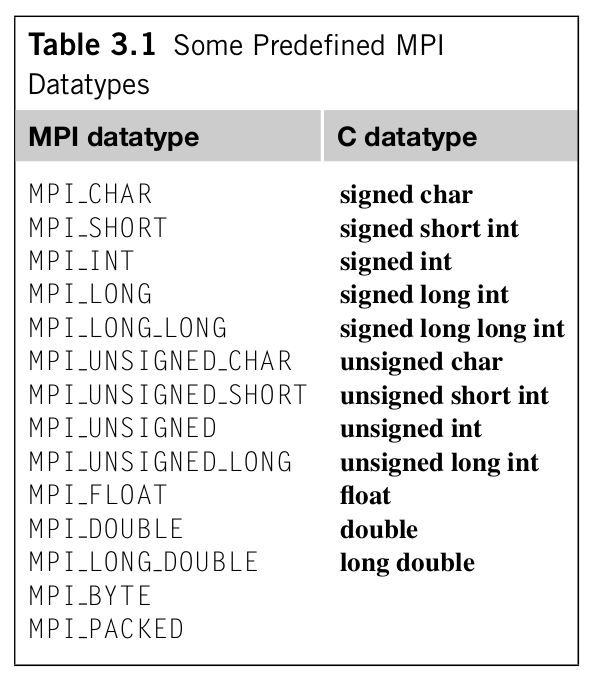 Table 3.1 Some Predefined MPI
Datatypes
MPI datatype C datatype
MPI_CHAR signed char
MPI_SHORT signed short int
MPI_INT signed int
MPI_LONG signed long int
MPI_LONG_LONG signed long long int
MPI_UNSIGNED_CHAR unsigned char
MPI_UNSIGNED_SHORT unsigned short int
MPI_UNSIGNED unsigned int
MPI_UNSIGNED_LONG unsigned long int
MPI_FLOAT float
MPI_DOUBLE double
MPI_LONG_DOUBLE long double
MPI_BYTE
MPI_PACKED